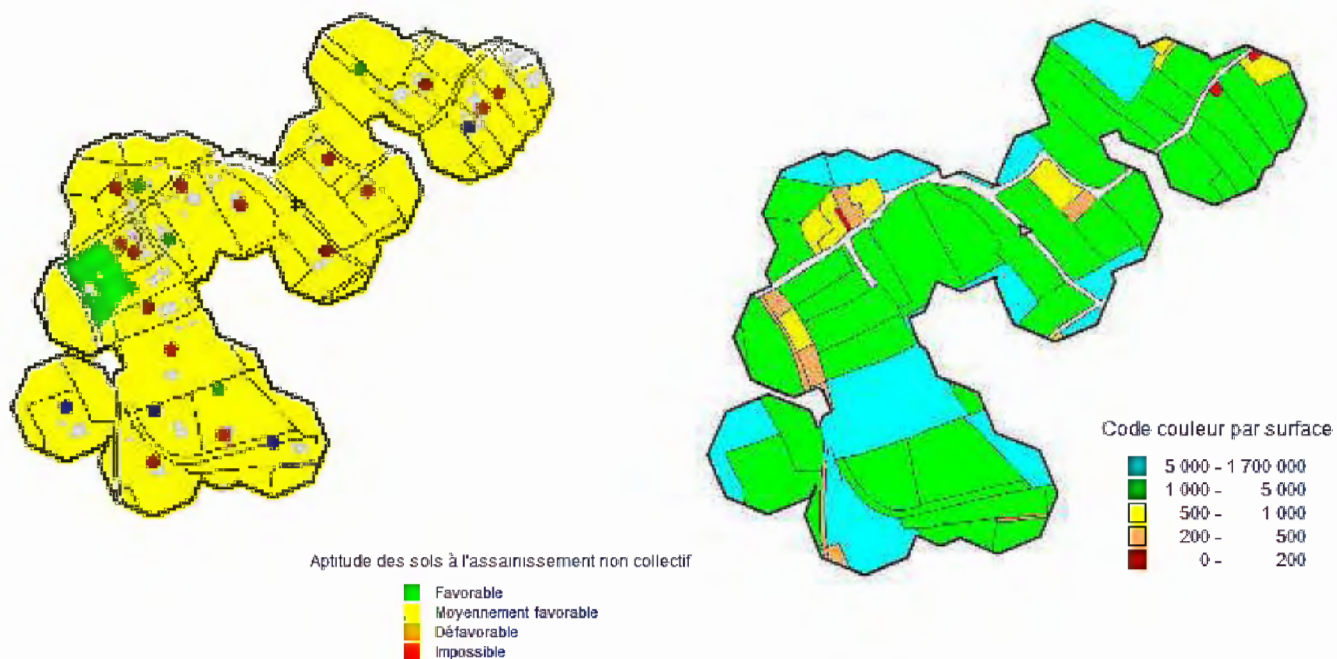 Aptitude des sols à l'assainissement non collectif
Favorable
Moyennement favorable
Défavorable
Impossible
Code couleur par surface
5 000 - 1 700 000
1 000 - 5 000
500 - 1 000
200 - 500
0 - 200